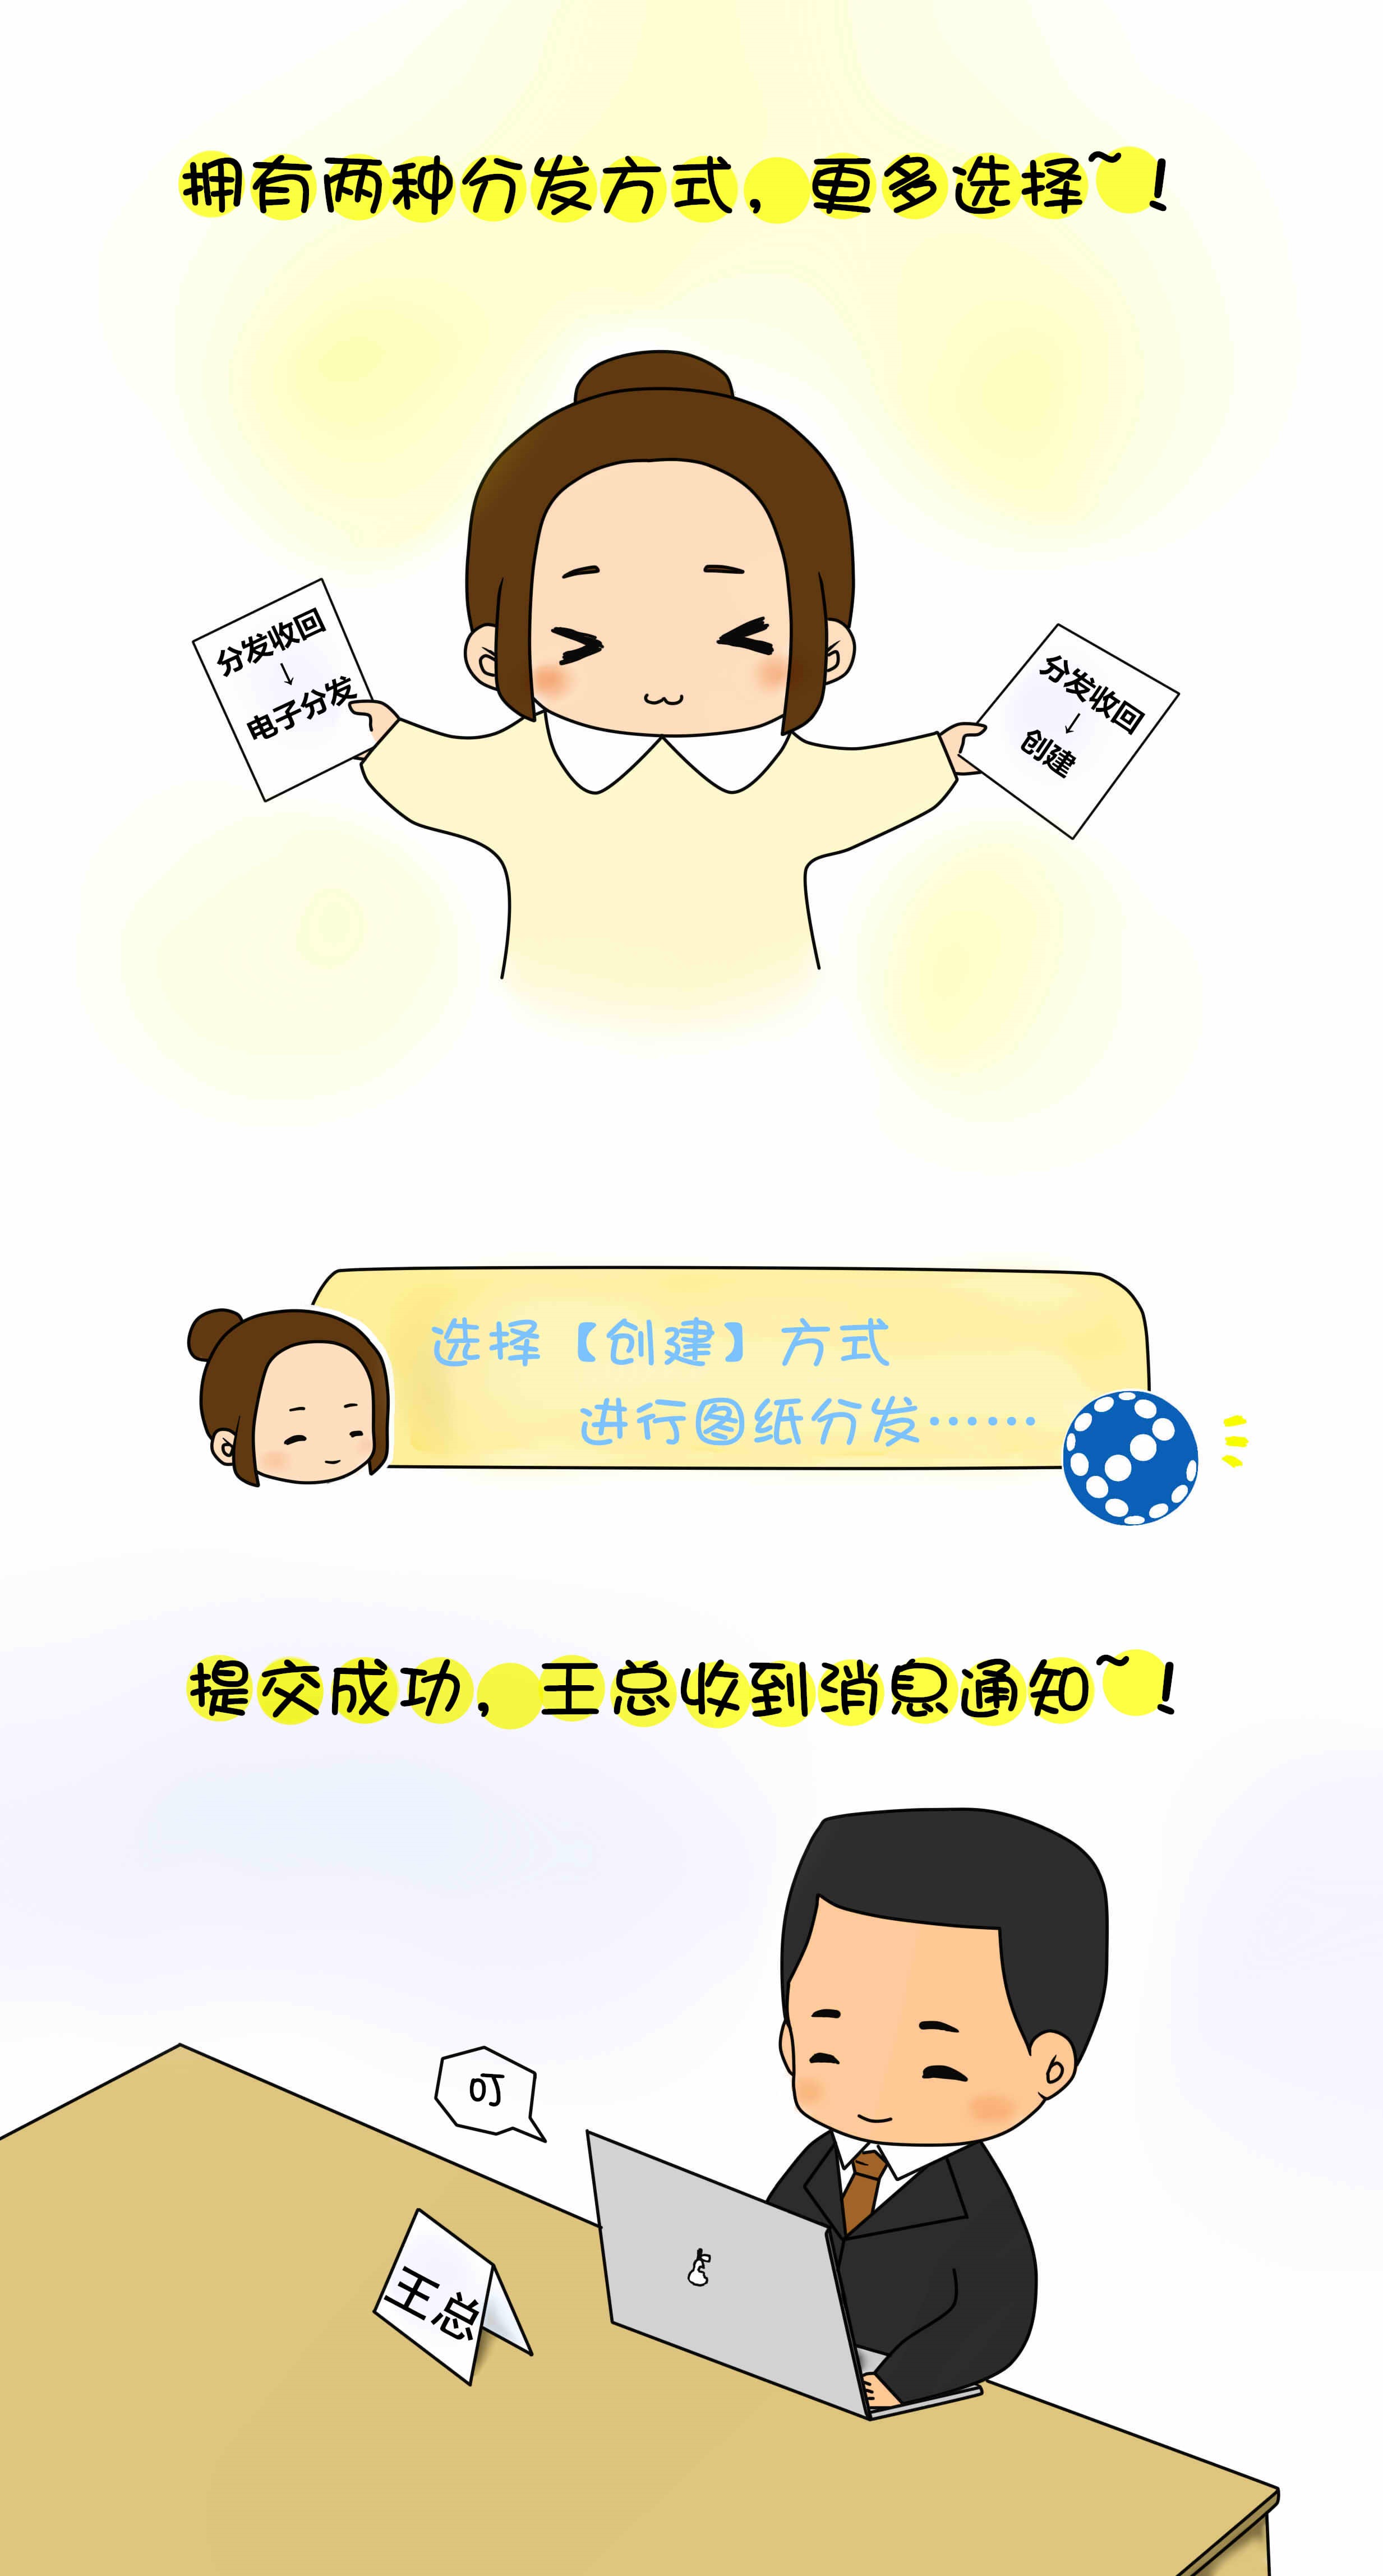 拥有两种分发方式，更多选择~！
分发收回
↓
电子分发
分发收回
↓
创建
选择【创建】方式
进行图纸分发……
提交成功，王总收到消息通知~！
叮
王总